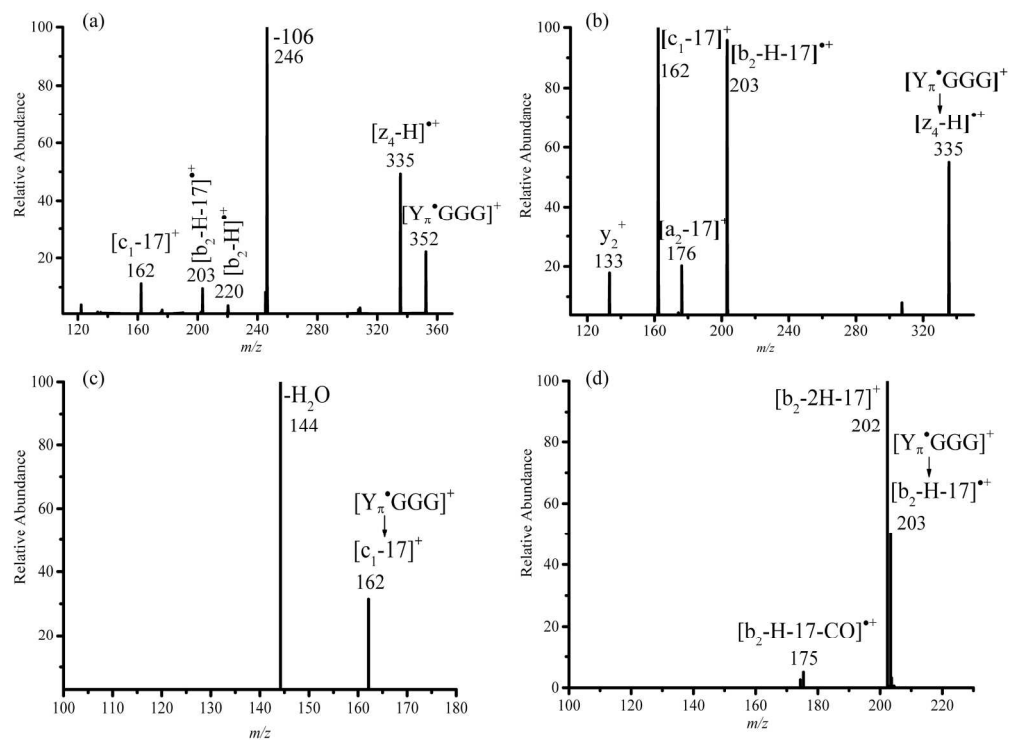 (a)
100
80
60
40
20
Relative Abundance
-106
246
[z₄-H]•⁺
335
[Yπ•GGG]⁺
352
[c₁-17]⁺
162
[b₂-H-17]•⁺
203
[b₂-H]•⁺
220
120 160 200 240 280 320 360
m/z
(b)
100
80
60
40
20
Relative Abundance
[c₁-17]⁺
162
[b₂-H-17]•⁺
203
[Yπ•GGG]⁺
[z₄-H]•⁺
335
y₂⁺
133
[a₂-17]⁺
176
120 160 200 240 280 320
m/z
(c)
100
80
60
40
20
Relative Abundance
-H₂O
144
[Yπ•GGG]⁺
[c₁-17]⁺
162
100 110 120 130 140 150 160 170 180
m/z
(d)
100
80
60
40
20
0
Relative Abundance
[b₂-2H-17]⁺
202
[Yπ•GGG]⁺
[b₂-H-17]•⁺
203
[b₂-H-17-CO]•⁺
175
100 120 140 160 180 200 220
m/z